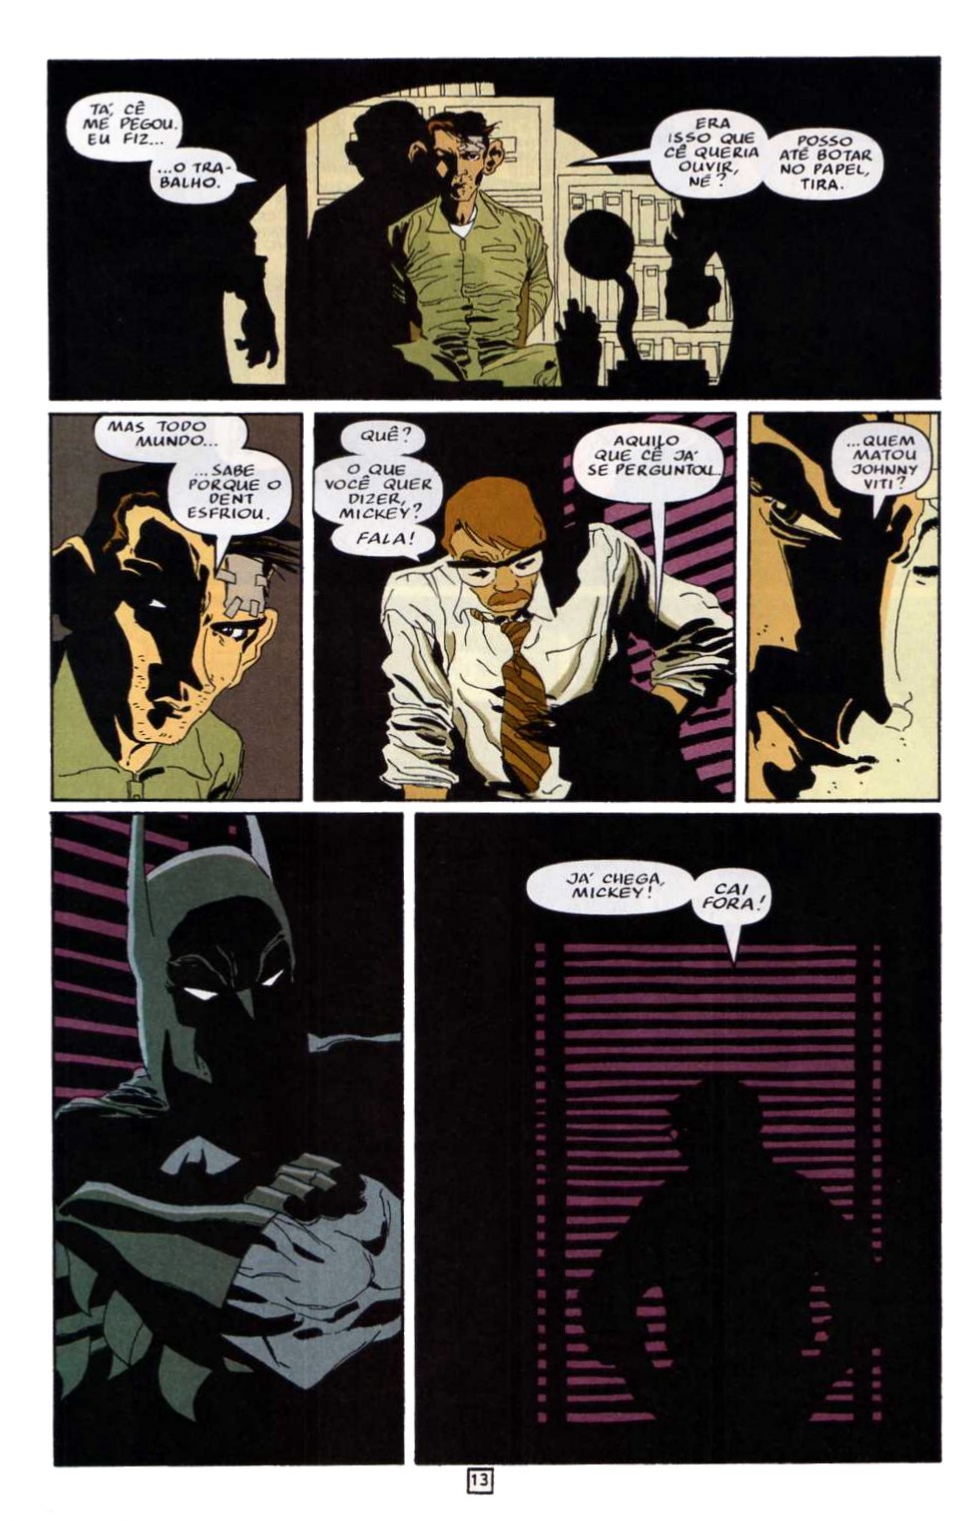 TÁ, CÊ
ME PEGOU.
EU FIZ...
...O TRA-
BALHO.
ERA
ISSO QUE
CÊ QUERIA
OUVIR,
NÉ?
POSSO
ATÉ BOTAR
NO PAPEL,
TIRA.
MAS TODO
MUNDO...
...SABE
PORQUE O
DENT
ESFRIOU.
QUÊ?
O QUE
VOCÊ QUER
DIZER,
MICKEY?
FALA!
AQUILO
QUE CÊ JÁ
SE PERGUNTOU...
...QUEM
MATOU
JOHNNY
VITI?
JÁ CHEGA,
MICKEY!
CAI
FORA!
13